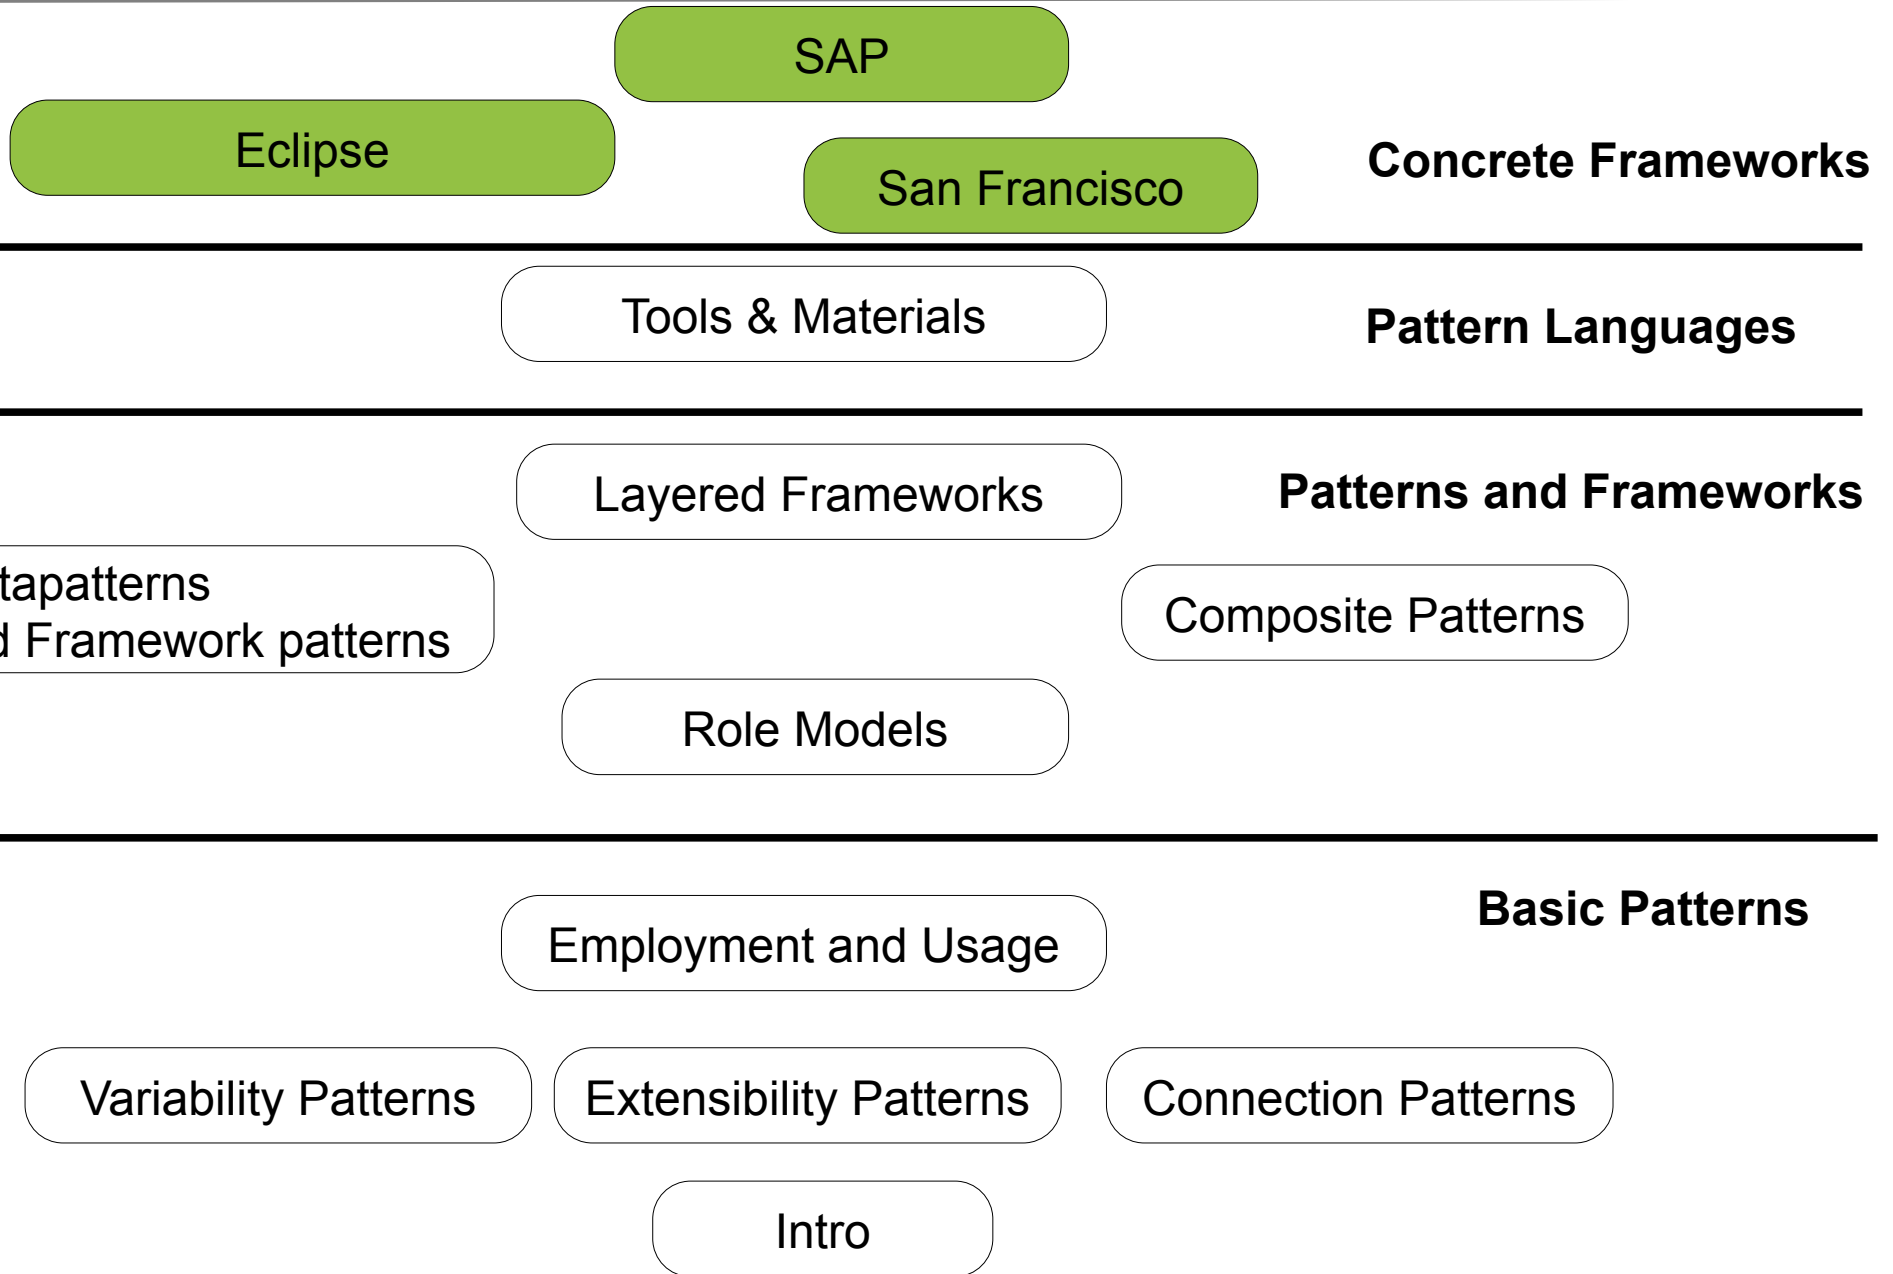 SAP
Eclipse
San Francisco
Concrete Frameworks
Tools & Materials
Pattern Languages
Layered Frameworks
Patterns and Frameworks
tapatterns
d Framework patterns
Composite Patterns
Role Models
Basic Patterns
Employment and Usage
Variability Patterns
Extensibility Patterns
Connection Patterns
Intro